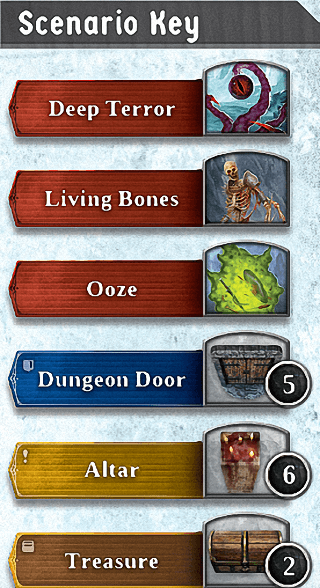 Scenario Key
Deep Terror
Living Bones
Ooze
Dungeon Door
5
!
Altar
6
Treasure
2